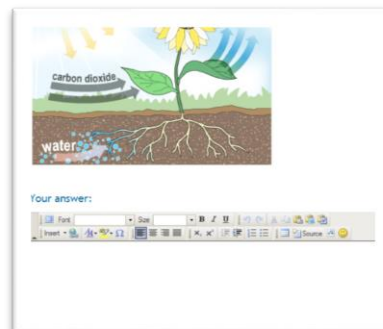 carbon dioxide
water
Your answer:
Font Size B I U
Insert Ω x, x' Source